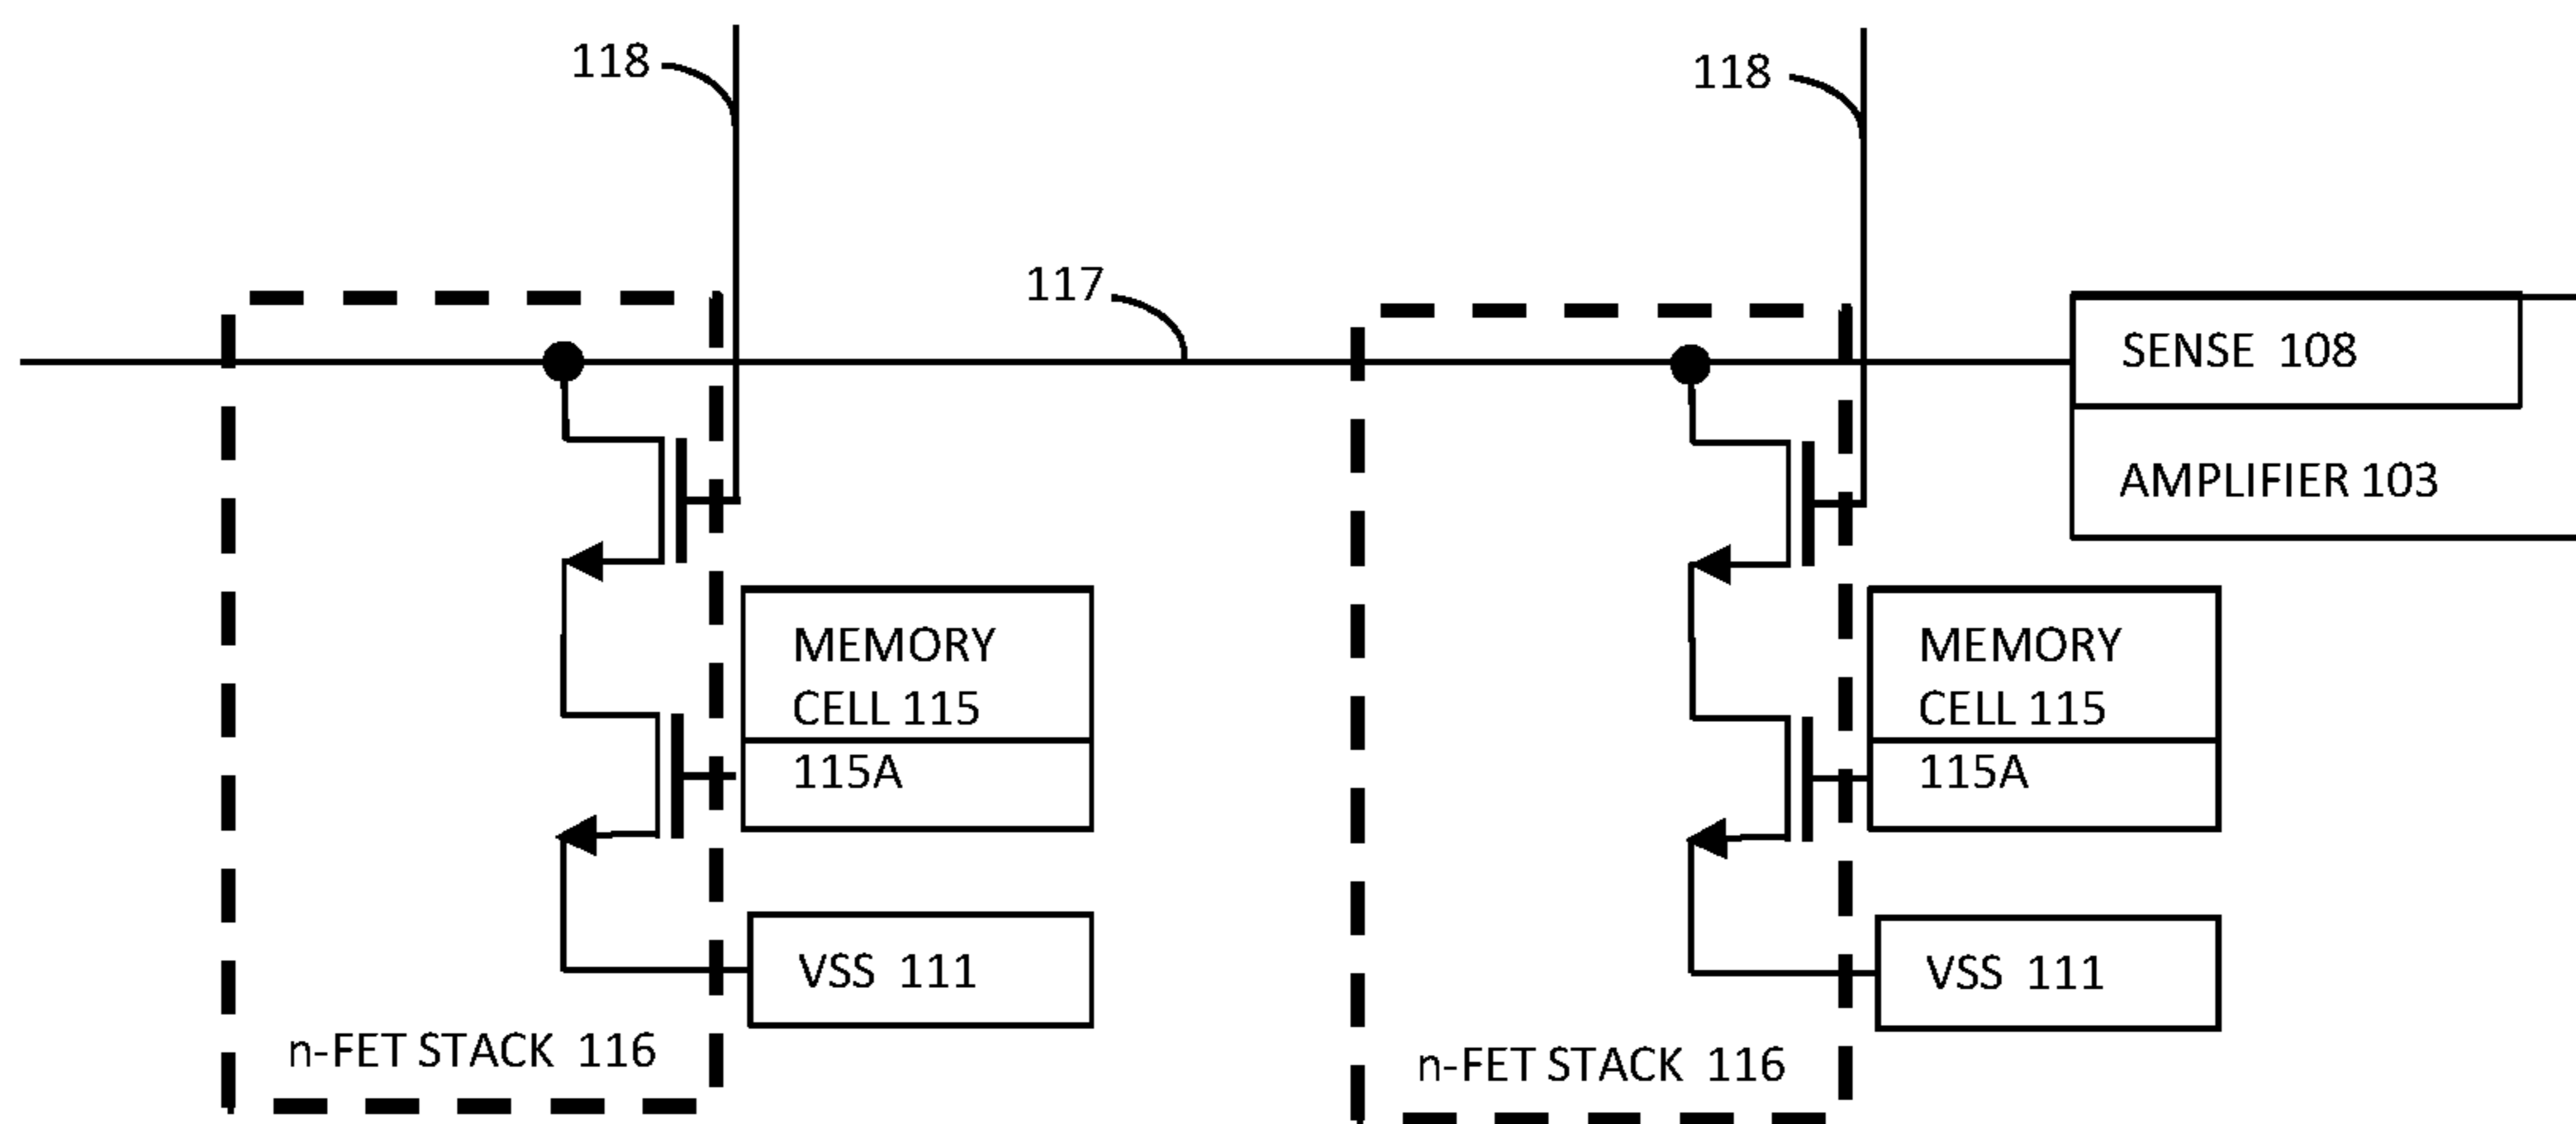 118
118
117
SENSE 108
AMPLIFIER 103
MEMORY
CELL 115
115A
MEMORY
CELL 115
115A
VSS 111
VSS 111
n-FET STACK 116
n-FET STACK 116